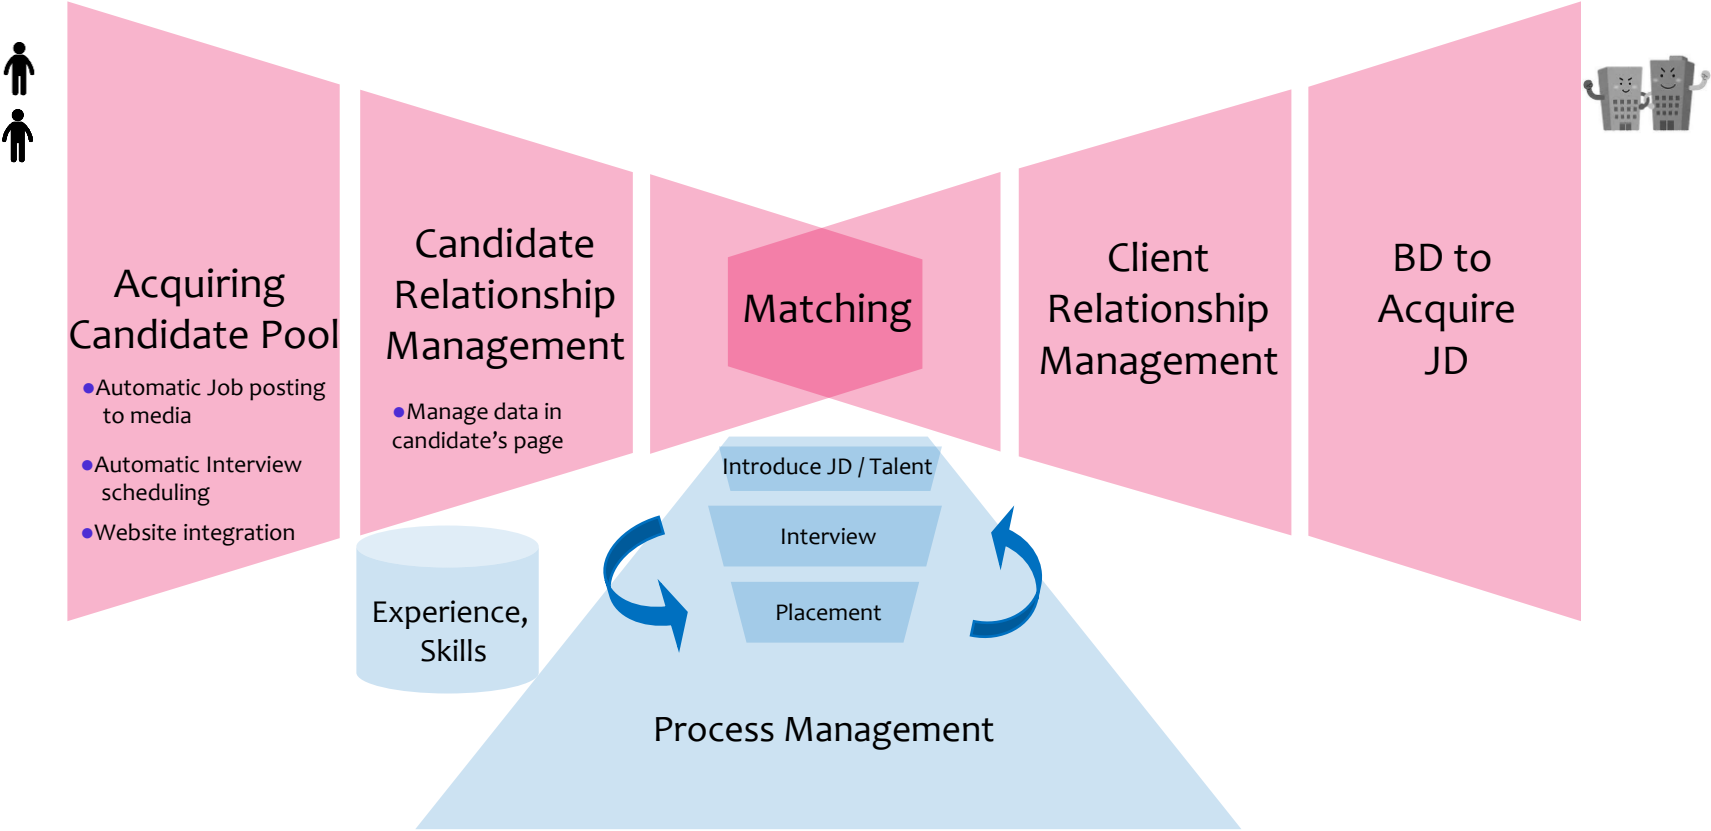 Acquiring
Candidate Pool
●Automatic Job posting
to media
●Automatic Interview
scheduling
●Website integration
Candidate
Relationship
Management
●Manage data in
candidate’s page
Experience,
Skills
Matching
Introduce JD / Talent
Interview
Placement
Process Management
Client
Relationship
Management
BD to
Acquire
JD